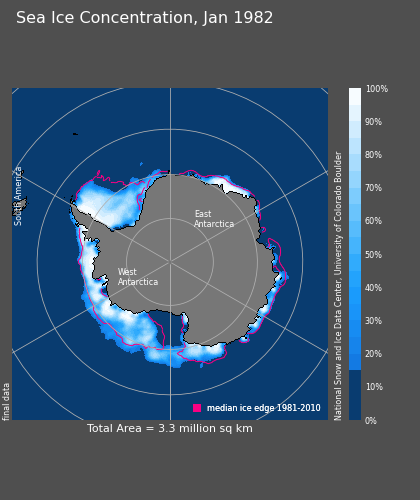 Sea Ice Concentration, Jan 1982
South America
East
Antarctica
West
Antarctica
final data
median ice edge 1981-2010
Total Area = 3.3 million sq km
National Snow and Ice Data Center, University of Colorado Boulder
100%
90%
80%
70%
60%
50%
40%
30%
20%
10%
0%